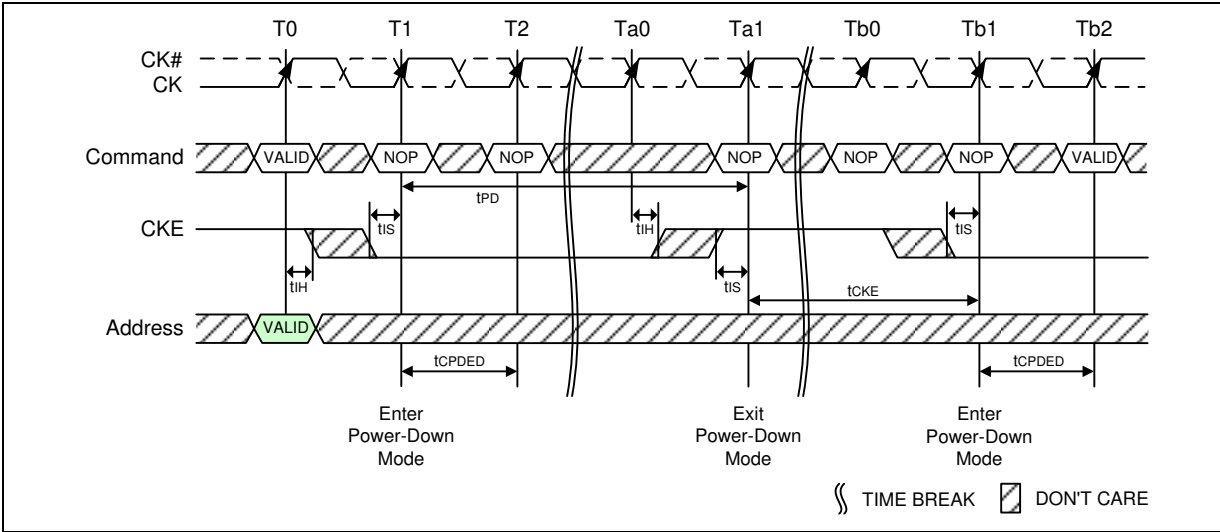 T0 T1 T2 Ta0 Ta1 Tb0 Tb1 Tb2
CK#
CK
Command VALID NOP NOP NOP NOP NOP VALID
tPD
CKE tIS tIH tIS
tIH tIS
tCKE
Address VALID
tCPDED tCPDED
Enter
Power-Down
Mode
Exit
Power-Down
Mode
Enter
Power-Down
Mode
TIME BREAK DON'T CARE